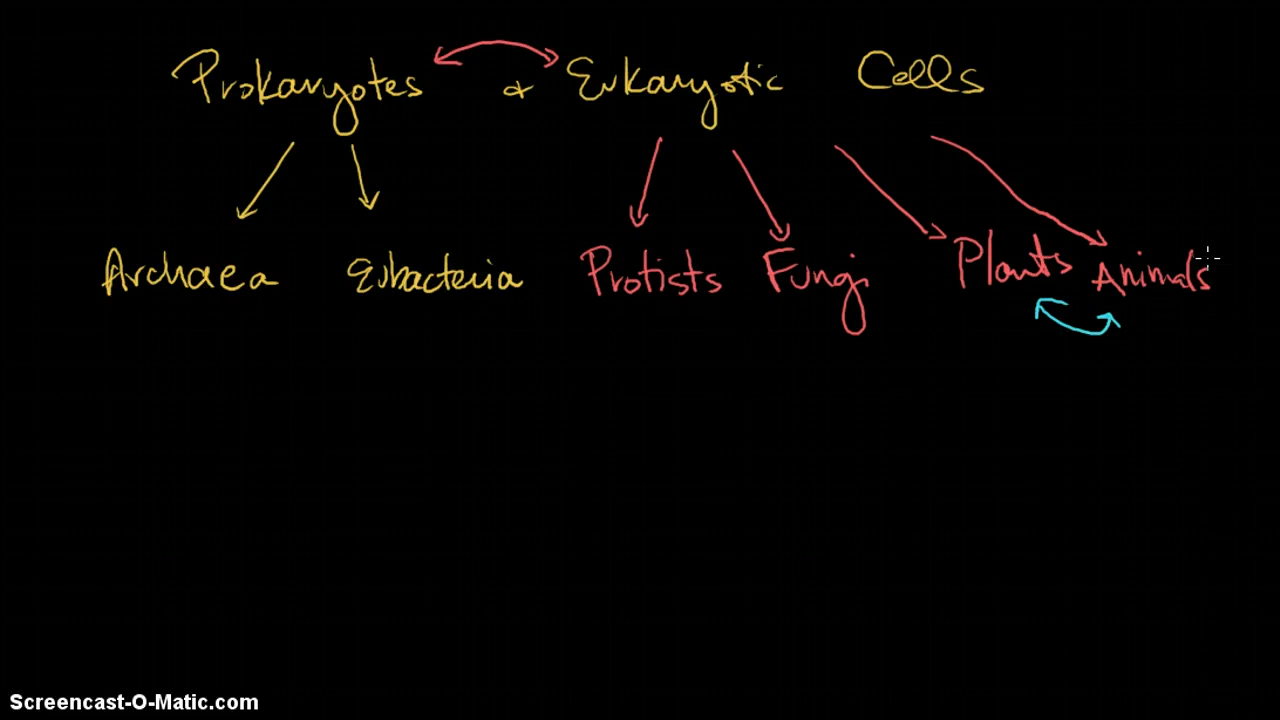 Prokaryotes & Eukaryotic Cells
Archaea Eubacteria Protists Fungi Plants Animals
Screencast-O-Matic.com